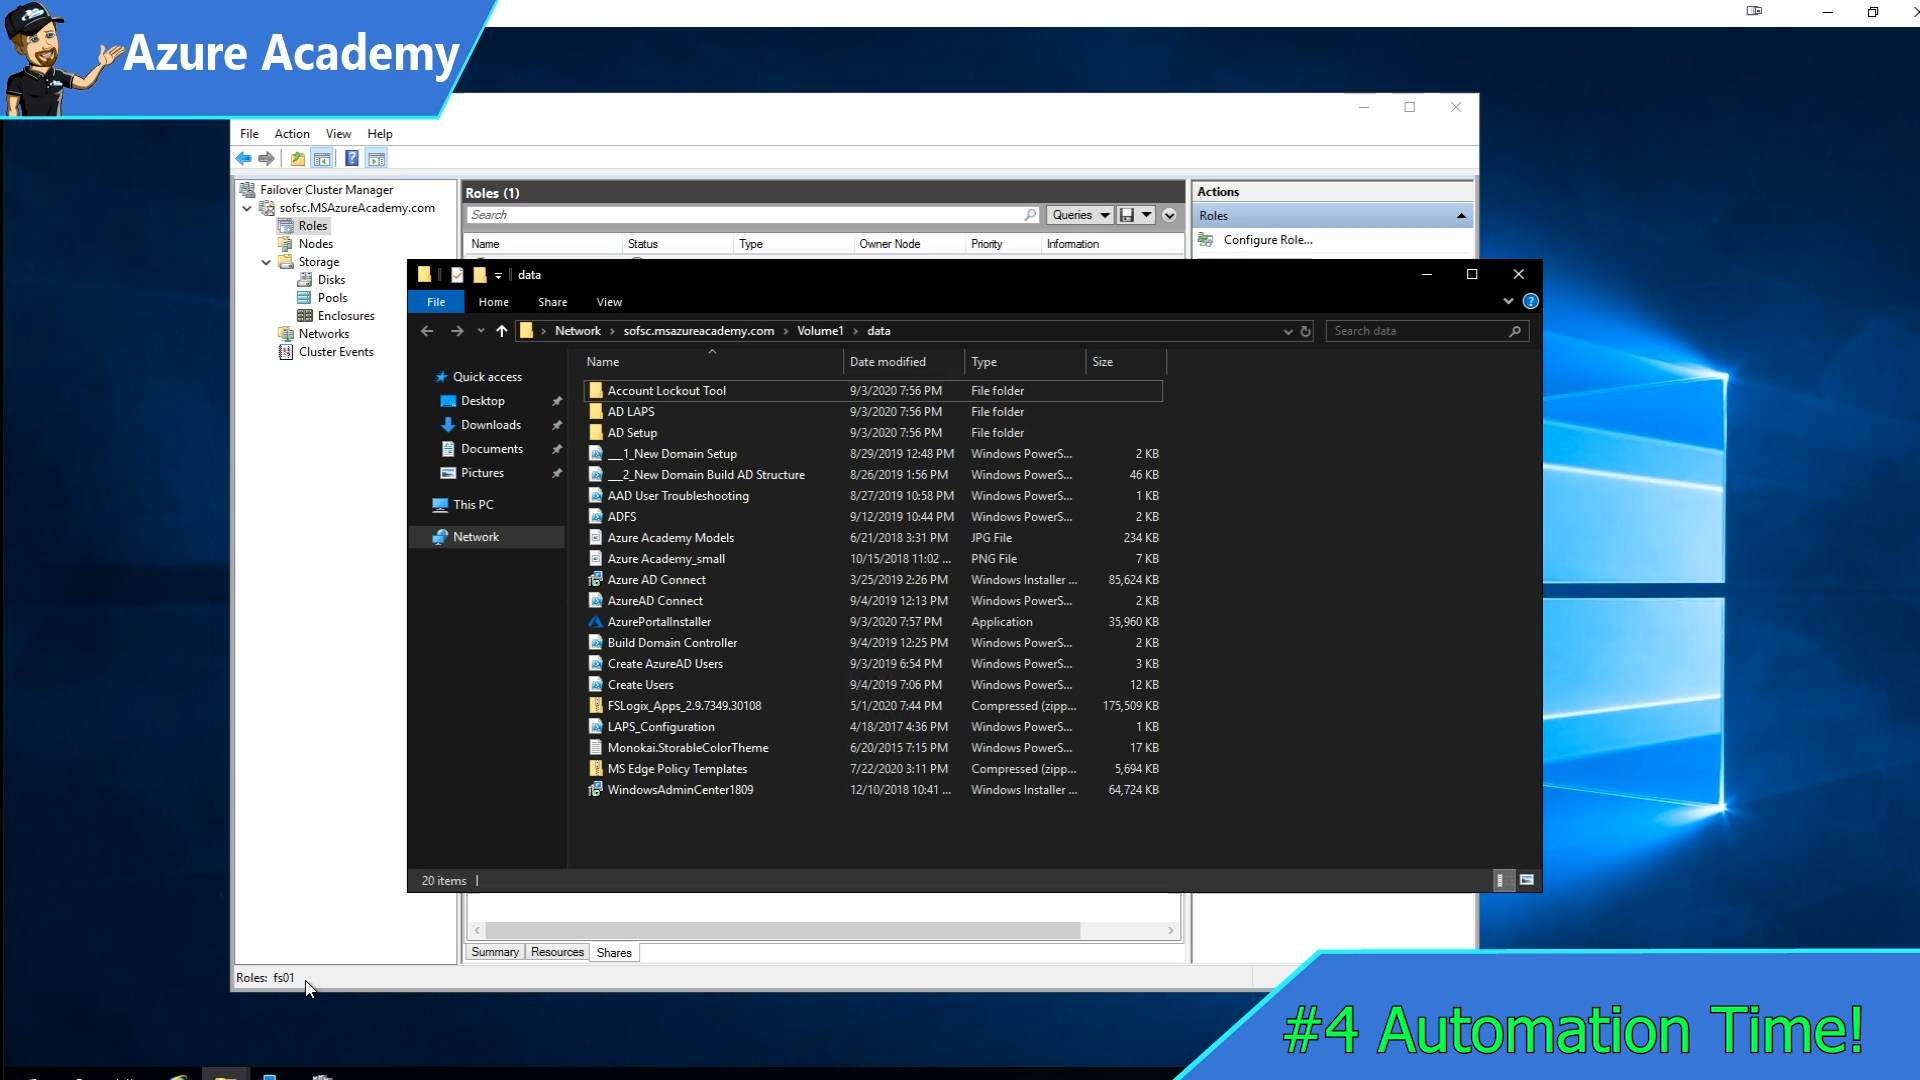 Azure Academy
File Action View Help
Failover Cluster Manager
sofsc.MSAzureAcademy.com
Roles
Nodes
Storage
Disks
Pools
Enclosures
Networks
Cluster Events
Roles (1)
Search
Queries
Name Status Type Owner Node Priority Information
Actions
Roles
Configure Role...
data
File Home Share View
Network sofsc.msazureacademy.com Volume1 data
Search data
Quick access
Desktop
Downloads
Documents
Pictures
This PC
Network
Name Date modified Type Size
Account Lockout Tool 9/3/2020 7:56 PM File folder
AD LAPS 9/3/2020 7:56 PM File folder
AD Setup 9/3/2020 7:56 PM File folder
___1_New Domain Setup 8/29/2019 12:48 PM Windows PowerS... 2 KB
___2_New Domain Build AD Structure 8/26/2019 1:56 PM Windows PowerS... 46 KB
AAD User Troubleshooting 8/27/2019 10:58 PM Windows PowerS... 1 KB
ADFS 9/12/2019 10:44 PM Windows PowerS... 2 KB
Azure Academy Models 6/21/2018 3:31 PM JPG File 234 KB
Azure Academy_small 10/15/2018 11:02 ... PNG File 7 KB
Azure AD Connect 3/25/2019 2:26 PM Windows Installer ... 85,624 KB
AzureAD Connect 9/4/2019 12:13 PM Windows PowerS... 2 KB
AzurePortalInstaller 9/3/2020 7:57 PM Application 35,960 KB
Build Domain Controller 9/4/2019 12:25 PM Windows PowerS... 2 KB
Create AzureAD Users 9/3/2019 6:54 PM Windows PowerS... 3 KB
Create Users 9/4/2019 7:06 PM Windows PowerS... 12 KB
FSLogix_Apps_2.9.7349.30108 5/1/2020 7:44 PM Compressed (zipp... 175,509 KB
LAPS_Configuration 4/18/2017 4:36 PM Windows PowerS... 1 KB
Monokai.StorableColorTheme 6/20/2015 7:15 PM Windows PowerS... 17 KB
MS Edge Policy Templates 7/22/2020 3:11 PM Compressed (zipp... 5,694 KB
WindowsAdminCenter1809 12/10/2018 10:41 ... Windows Installer ... 64,724 KB
20 items
Summary Resources Shares
Roles: fs01
#4 Automation Time!